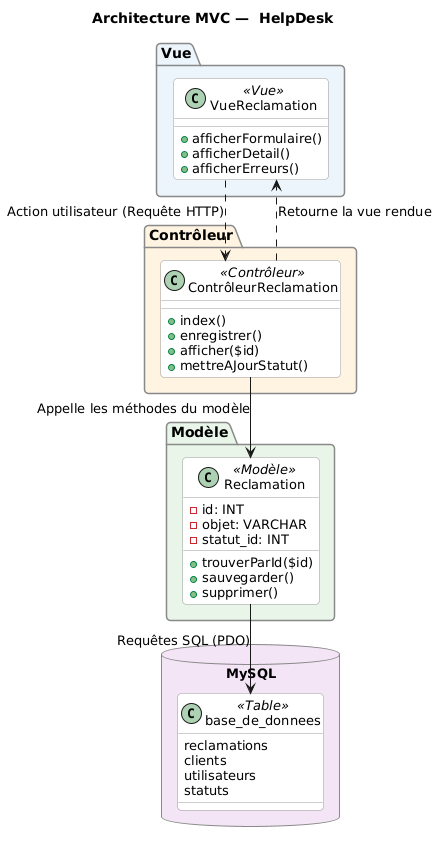 Architecture MVC —  HelpDesk
Vue
C
«Vue»
VueReclamation
afficherFormulaire()
afficherDetail()
afficherErreurs()
Action utilisateur (Requête HTTP)
Retourne la vue rendue
Contrôleur
C
«Contrôleur»
ContrôleurReclamation
index()
enregistrer()
afficher($id)
mettreAJourStatut()
Appelle les méthodes du modèle
Modèle
C
«Modèle»
Reclamation
id: INT
objet: VARCHAR
statut_id: INT
trouverParId($id)
sauvegarder()
supprimer()
Requêtes SQL (PDO)
MySQL
C
«Table»
base_de_donnees
reclamations
clients
utilisateurs
statuts